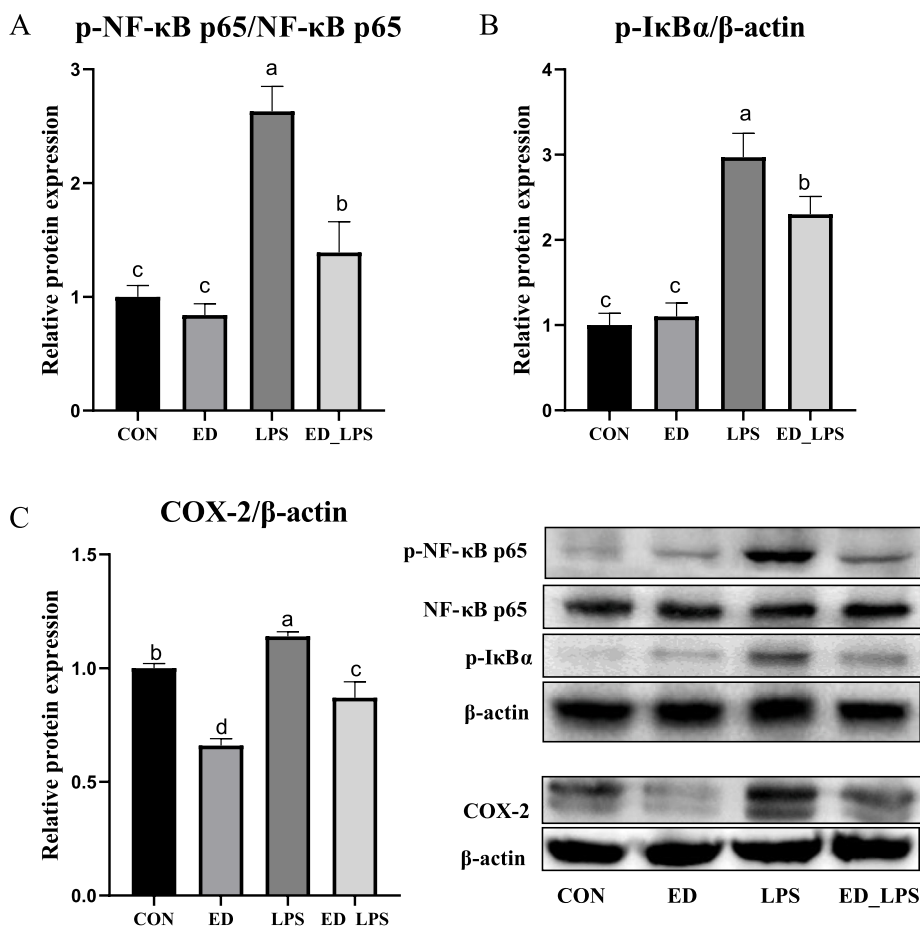 A
p-NF-κB p65/NF-κB p65
Relative protein expression
3
2
1
0
c
c
a
b
CON ED LPS ED_LPS
B
p-IκBα/β-actin
Relative protein expression
4
3
2
1
0
c
c
a
b
CON ED LPS ED_LPS
C
COX-2/β-actin
Relative protein expression
1.5
1.0
0.5
0.0
b
d
a
c
CON ED LPS ED_LPS
p-NF-κB p65
NF-κB p65
p-IκBα
β-actin
COX-2
β-actin
CON ED LPS ED_LPS